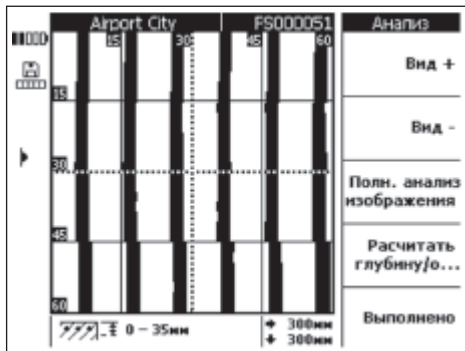 Airport City FS000051 Анализ
15 30 45 60
Вид +
15
Вид -
30
Полн. анализ
изображения
45
Расчитать
глубину/о...
60
Выполнено
0 - 35мм
300мм
300мм